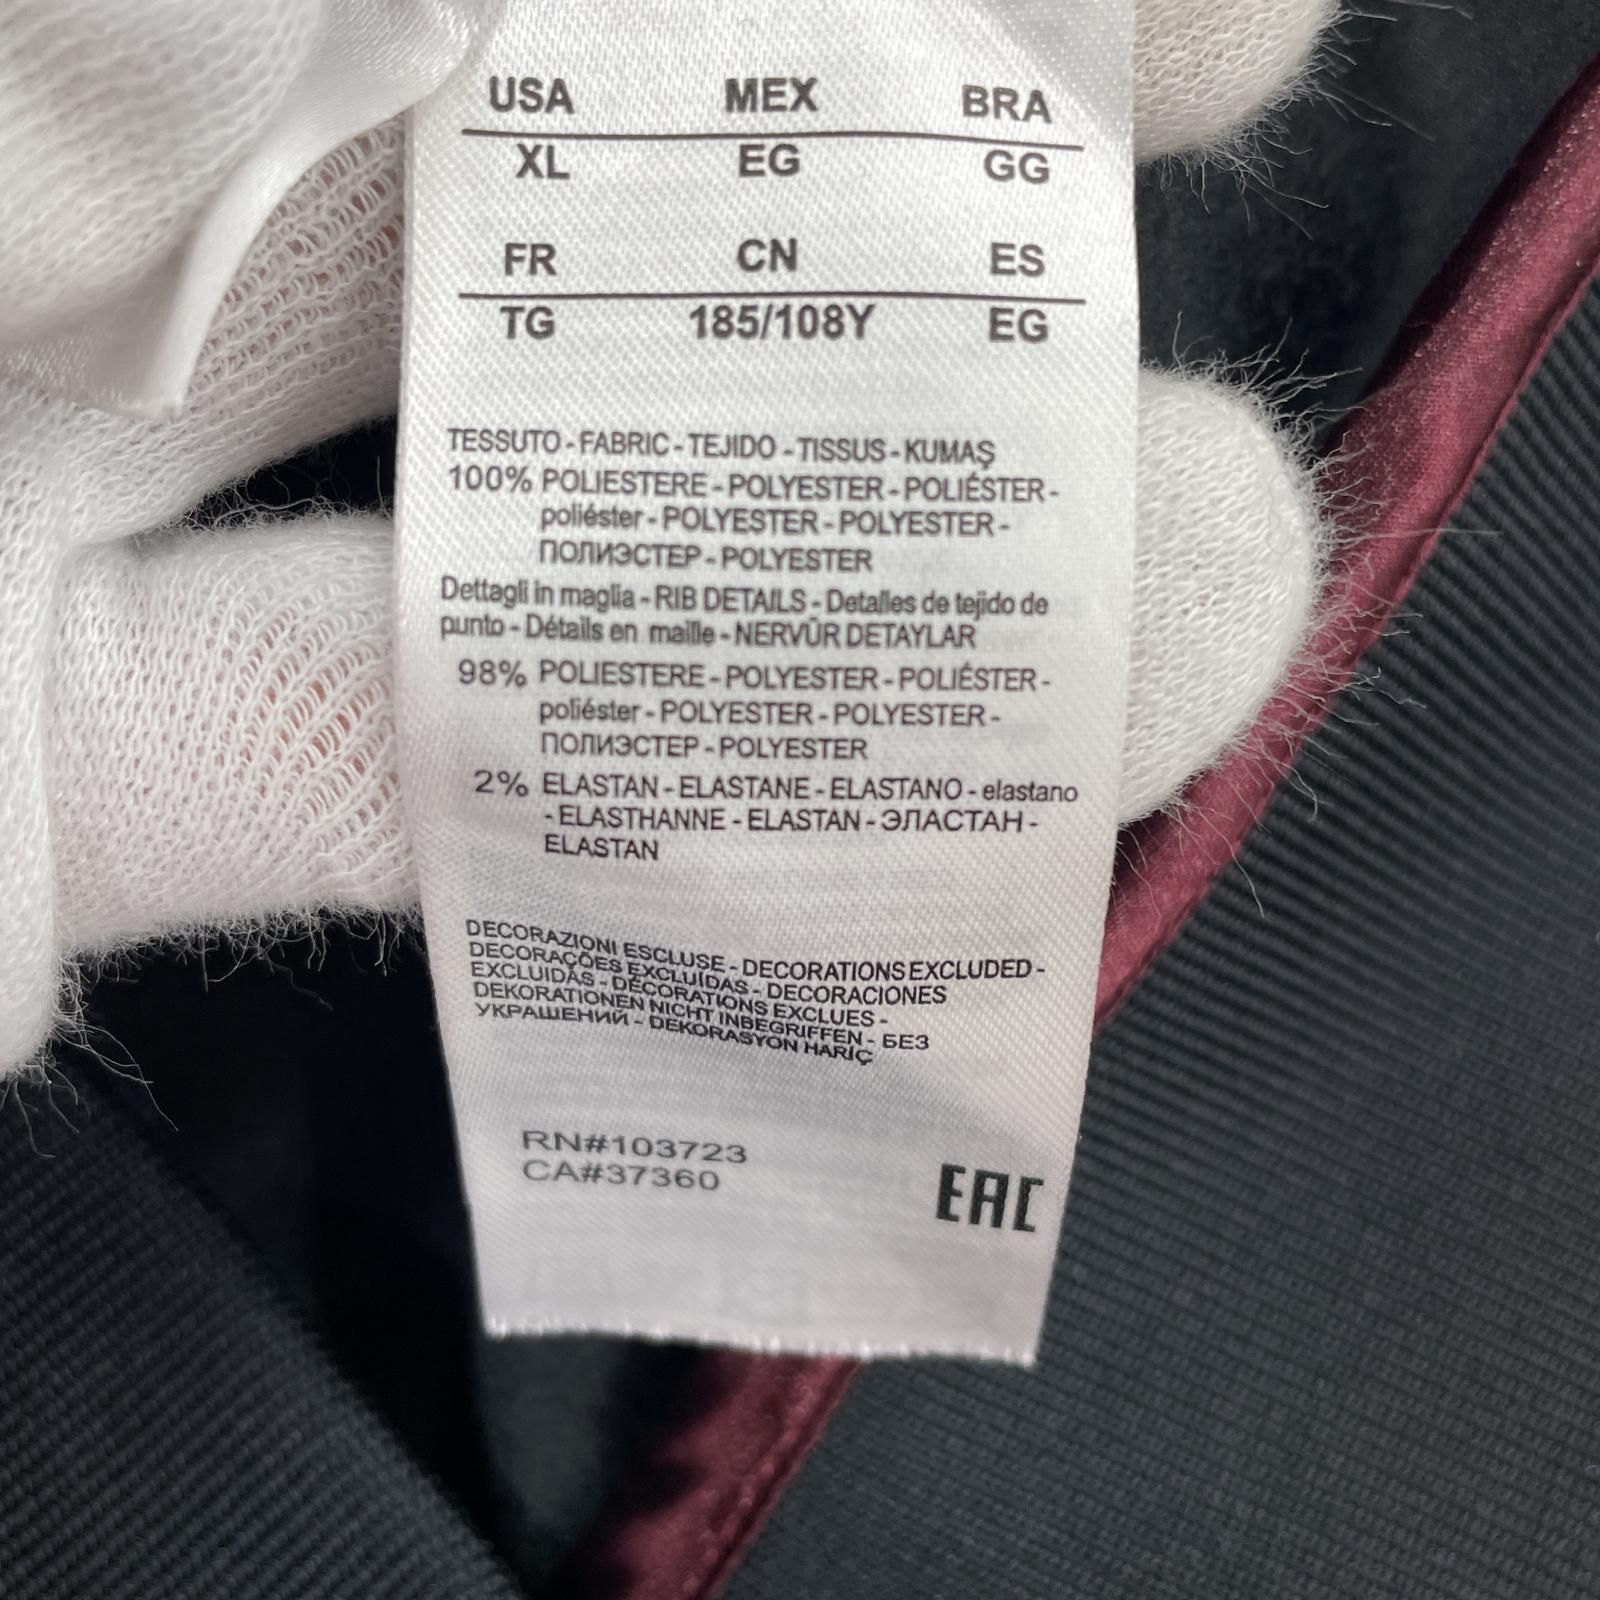 USA MEX BRA
XL EG GG
FR CN ES
TG 185/108Y EG
TESSUTO - FABRIC - TEJIDO - TISSUS - KUMAŞ
100% POLIESTERE - POLYESTER - POLIÉSTER -
poliéster - POLYESTER - POLYESTER -
ПОЛИЭСТЕР - POLYESTER
Dettagli in maglia - RIB DETAILS - Detalles de tejido de
punto - Détails en maille - NERVÜR DETAYLAR
98% POLIESTERE - POLYESTER - POLIÉSTER -
poliéster - POLYESTER - POLYESTER -
ПОЛИЭСТЕР - POLYESTER
2% ELASTAN - ELASTANE - ELASTANO - elastano
- ELASTHANNE - ELASTAN - ЭЛАСТАН -
ELASTAN
DECORAZIONI ESCLUSE - DECORATIONS EXCLUDED -
DECORAÇÕES EXCLUÍDAS - DECORACIONES
EXCLUIDAS - DÉCORATIONS EXCLUES -
DEKORATIONEN NICHT INBEGRIFFEN - БЕЗ
УКРАШЕНИЙ - DEKORASYON HARİÇ
RN#103723
CA#37360
EAC